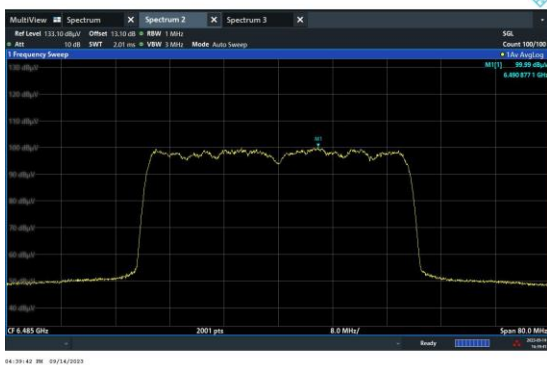 MultiView Spectrum X Spectrum 2 X Spectrum 3 X
Ref Level 133.10 dBµV Offset 13.10 dB RBW 1 MHz SGL
Att 10 dB SWT 2.01 ms VBW 3 MHz Mode Auto Sweep Count 100/100
1 Frequency Sweep 1Av AvgLog
M1[1] 99.99 dBµV
6.490 877 1 GHz
130 dBµV
120 dBµV
110 dBµV
M1
100 dBµV
90 dBµV
80 dBµV
70 dBµV
60 dBµV
40 dBµV
CF 6.485 GHz 2001 pts 8.0 MHz/ Span 80.0 MHz
Ready
04:39:42 PM 09/14/2023